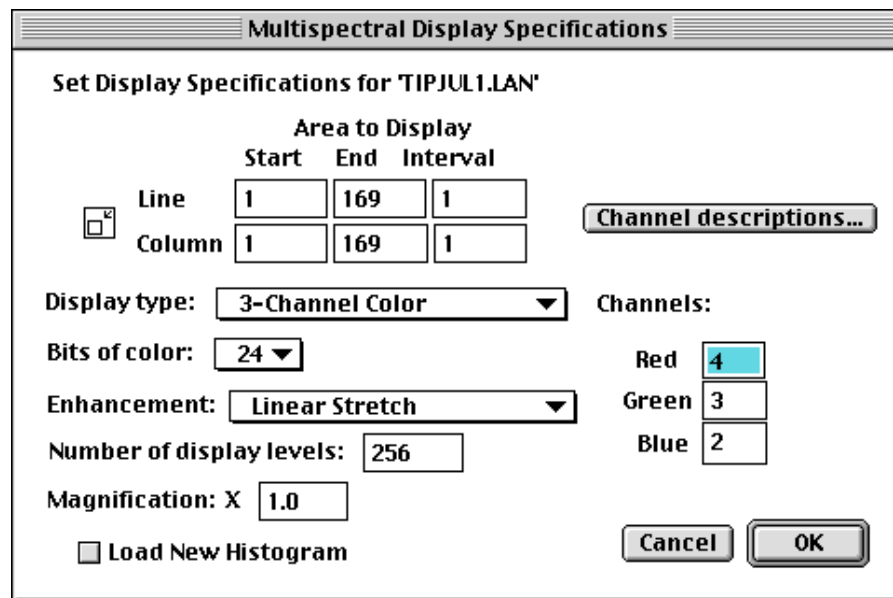 Multispectral Display Specifications
Set Display Specifications for 'TIPJUL1.LAN'
Area to Display
Start End Interval
Line 1 169 1
Channel descriptions...
Column 1 169 1
Display type: 3-Channel Color
Channels:
Bits of color: 24
Red 4
Enhancement: Linear Stretch
Green 3
Number of display levels: 256
Blue 2
Magnification: X 1.0
Load New Histogram
Cancel OK